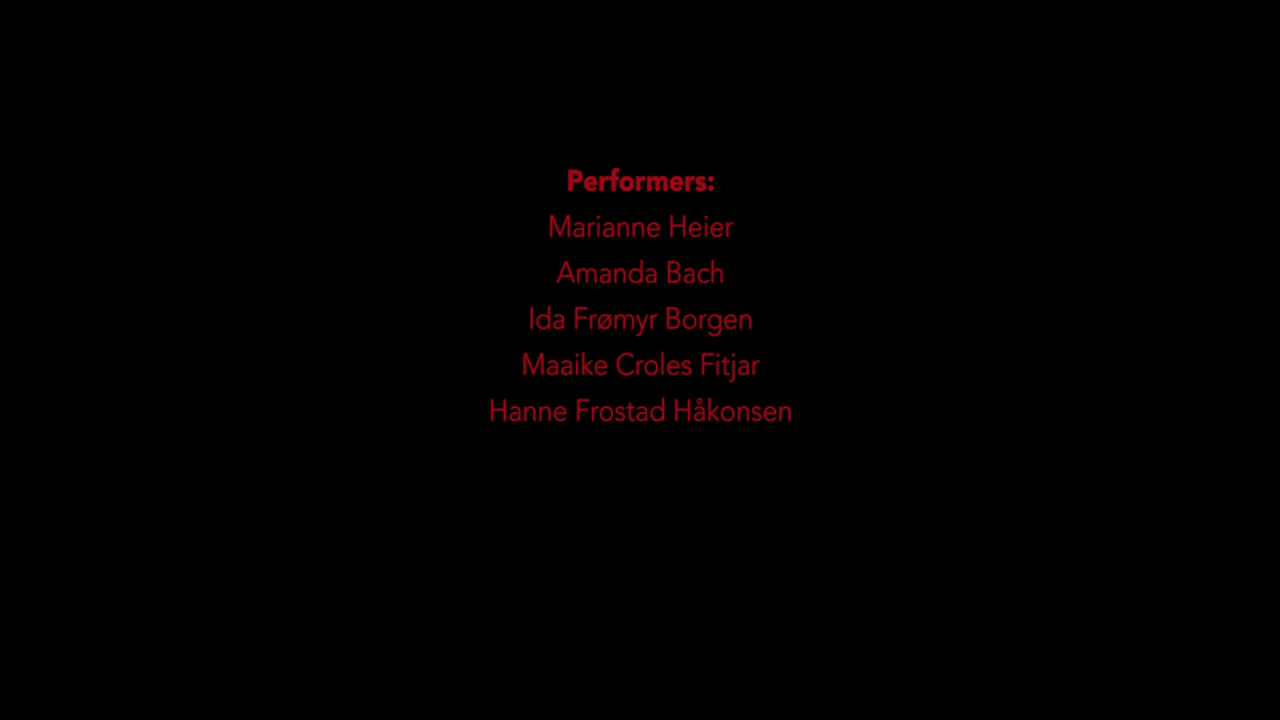 Performers:
Marianne Heier
Amanda Bach
Ida Frømyr Borgen
Maaike Croles Fitjar
Hanne Frostad Håkonsen